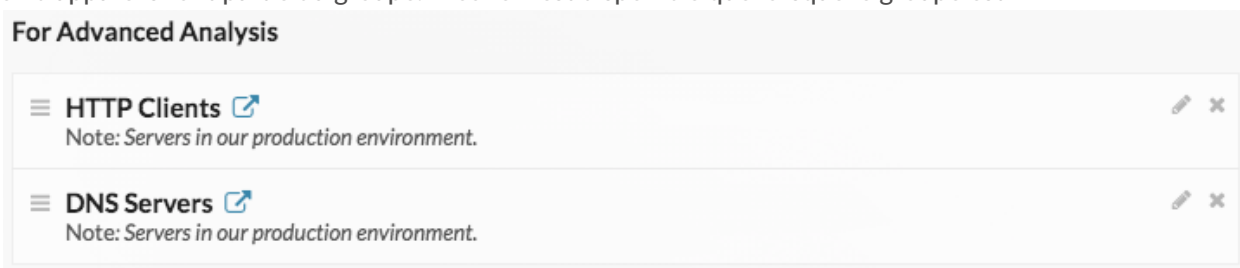 For Advanced Analysis
HTTP Clients
Note: Servers in our production environment.
DNS Servers
Note: Servers in our production environment.